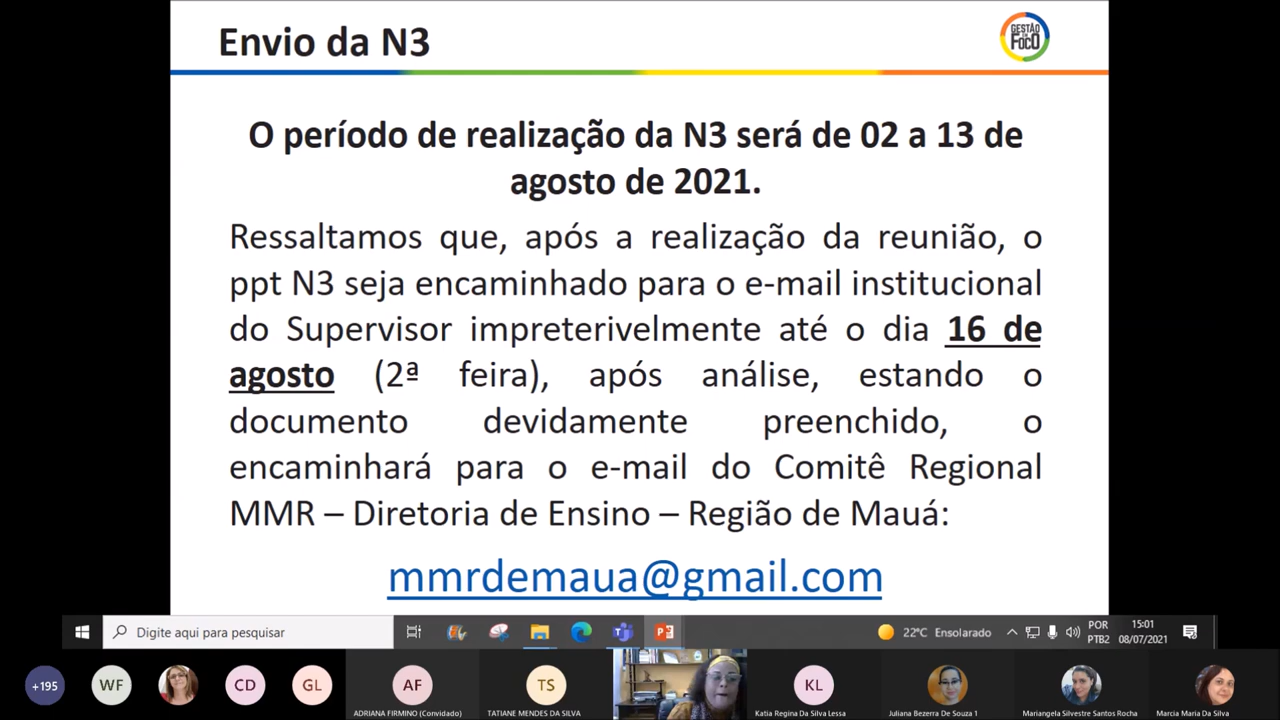 Envio da N3
GESTÃO
EM
FOCO
O período de realização da N3 será de 02 a 13 de
agosto de 2021.
Ressaltamos que, após a realização da reunião, o
ppt N3 seja encaminhado para o e-mail institucional
do Supervisor impreterivelmente até o dia 16 de
agosto (2ª feira), após análise, estando o
documento devidamente preenchido, o
encaminhará para o e-mail do Comitê Regional
MMR – Diretoria de Ensino – Região de Mauá:
mmrdemaua@gmail.com
Digite aqui para pesquisar
22°C Ensolarado
POR
PTB2
15:01
08/07/2021
+195
WF
CD
GL
AF
TS
KL
ADRIANA FIRMINO (Convidado)
TATIANE MENDES DA SILVA
Katia Regina Da Silva Lessa
Juliana Bezerra De Souza 1
Mariangela Silvestre Santos Rocha
Marcia Maria Da Silva